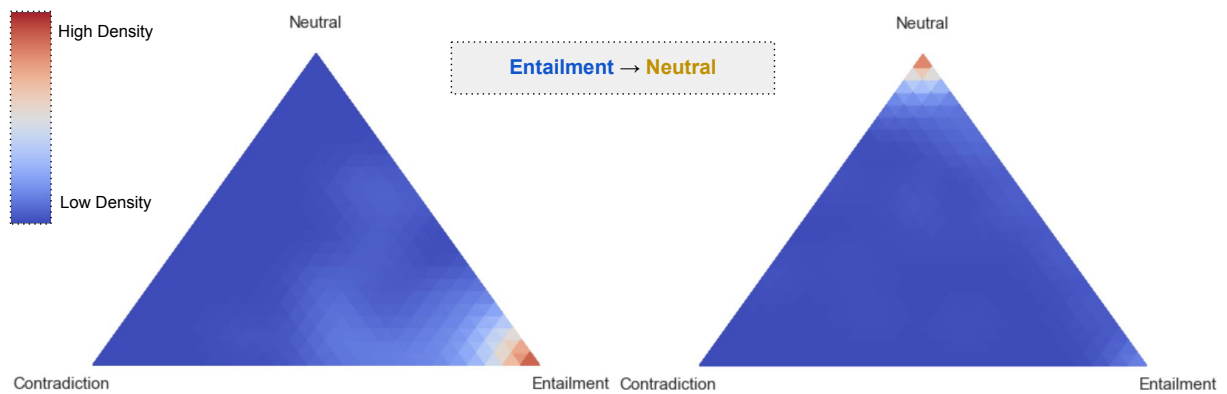 High Density
Low Density
Neutral
Contradiction
Entailment
Entailment → Neutral
Neutral
Contradiction
Entailment